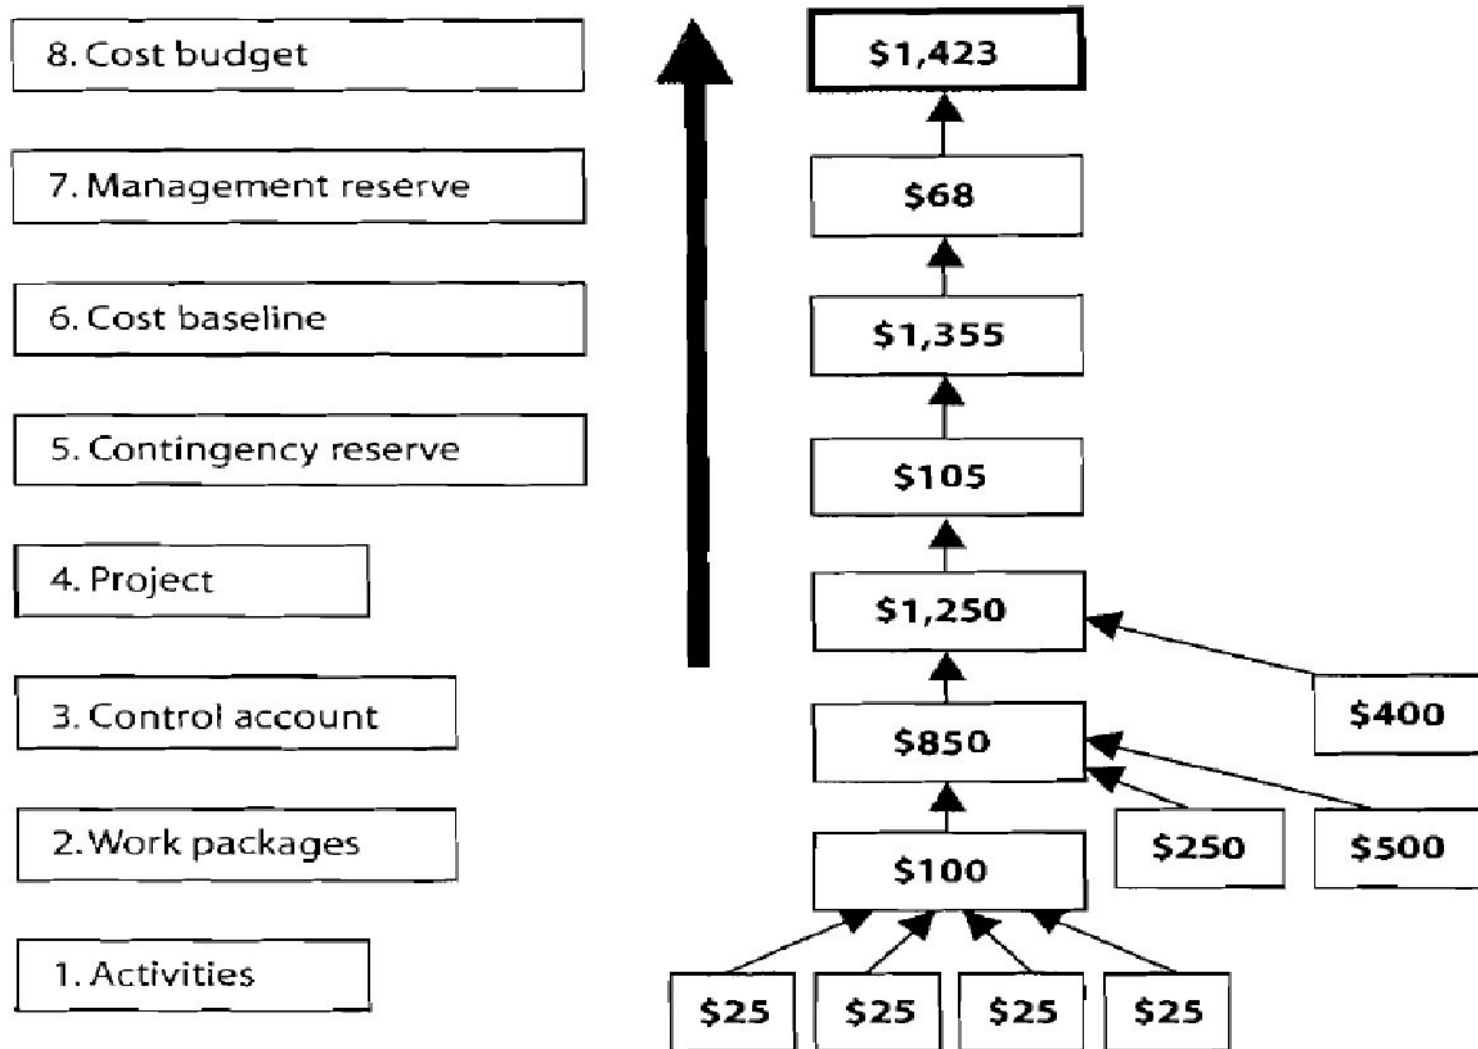 8. Cost budget
$1,423
7. Management reserve
$68
6. Cost baseline
$1,355
5. Contingency reserve
$105
4. Project
$1,250
3. Control account
$400
$850
2. Work packages
$250
$500
$100
1. Activities
$25
$25
$25
$25